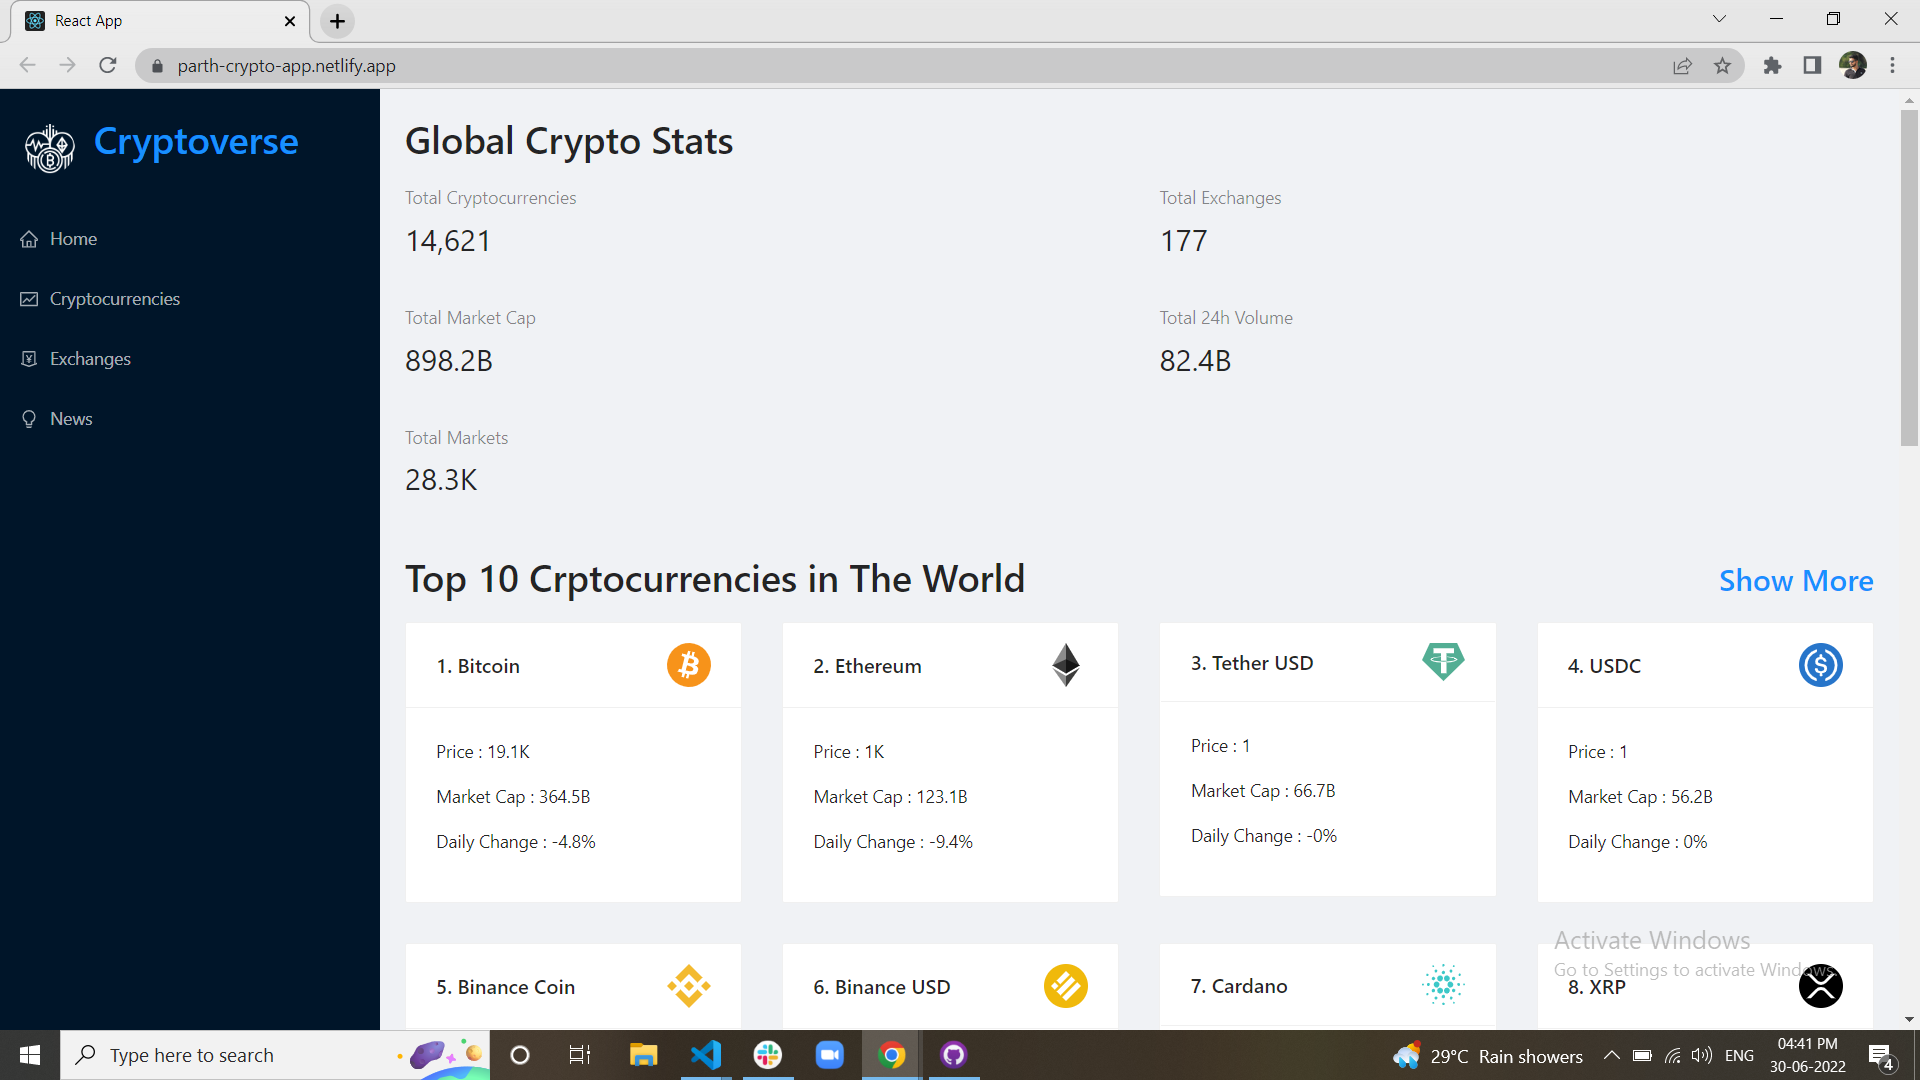 React App
parth-crypto-app.netlify.app
Cryptoverse
Home
Cryptocurrencies
Exchanges
News
Global Crypto Stats
Total Cryptocurrencies
14,621
Total Exchanges
177
Total Market Cap
898.2B
Total 24h Volume
82.4B
Total Markets
28.3K
Top 10 Crptocurrencies in The World
Show More
1. Bitcoin
Price : 19.1K
Market Cap : 364.5B
Daily Change : -4.8%
2. Ethereum
Price : 1K
Market Cap : 123.1B
Daily Change : -9.4%
3. Tether USD
Price : 1
Market Cap : 66.7B
Daily Change : -0%
4. USDC
Price : 1
Market Cap : 56.2B
Daily Change : 0%
5. Binance Coin
6. Binance USD
7. Cardano
8. XRP
Activate Windows
Go to Settings to activate Windows.
Type here to search
29°C Rain showers
ENG
04:41 PM
30-06-2022
4